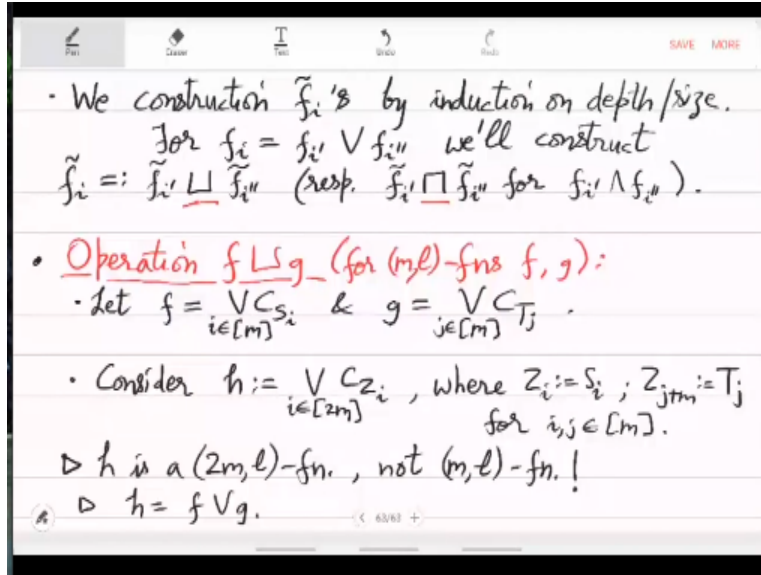 Pen Eraser Text Undo Redo SAVE MORE
· We construction f̃ᵢ's by induction on depth/size.
For fᵢ = fᵢ′ ∨ fᵢ″ we'll construct
f̃ᵢ =: f̃ᵢ′ ⊔ f̃ᵢ″ (resp. f̃ᵢ′ ⊓ f̃ᵢ″ for fᵢ′ ∧ fᵢ″).
• Operation f ⊔ g (for (m,l)-fns f, g):
· Let f = ⋁_{i∈[m]} C_{Sᵢ} & g = ⋁_{j∈[m]} C_{Tⱼ} .
· Consider h := ⋁_{i∈[2m]} C_{Zᵢ} , where Zᵢ := Sᵢ ; Z_{j+m} := Tⱼ
for i,j ∈ [m].
▷ h is a (2m,l)-fn. , not (m,l)-fn. !
▷ h = f ∨ g.
< 63/63 +